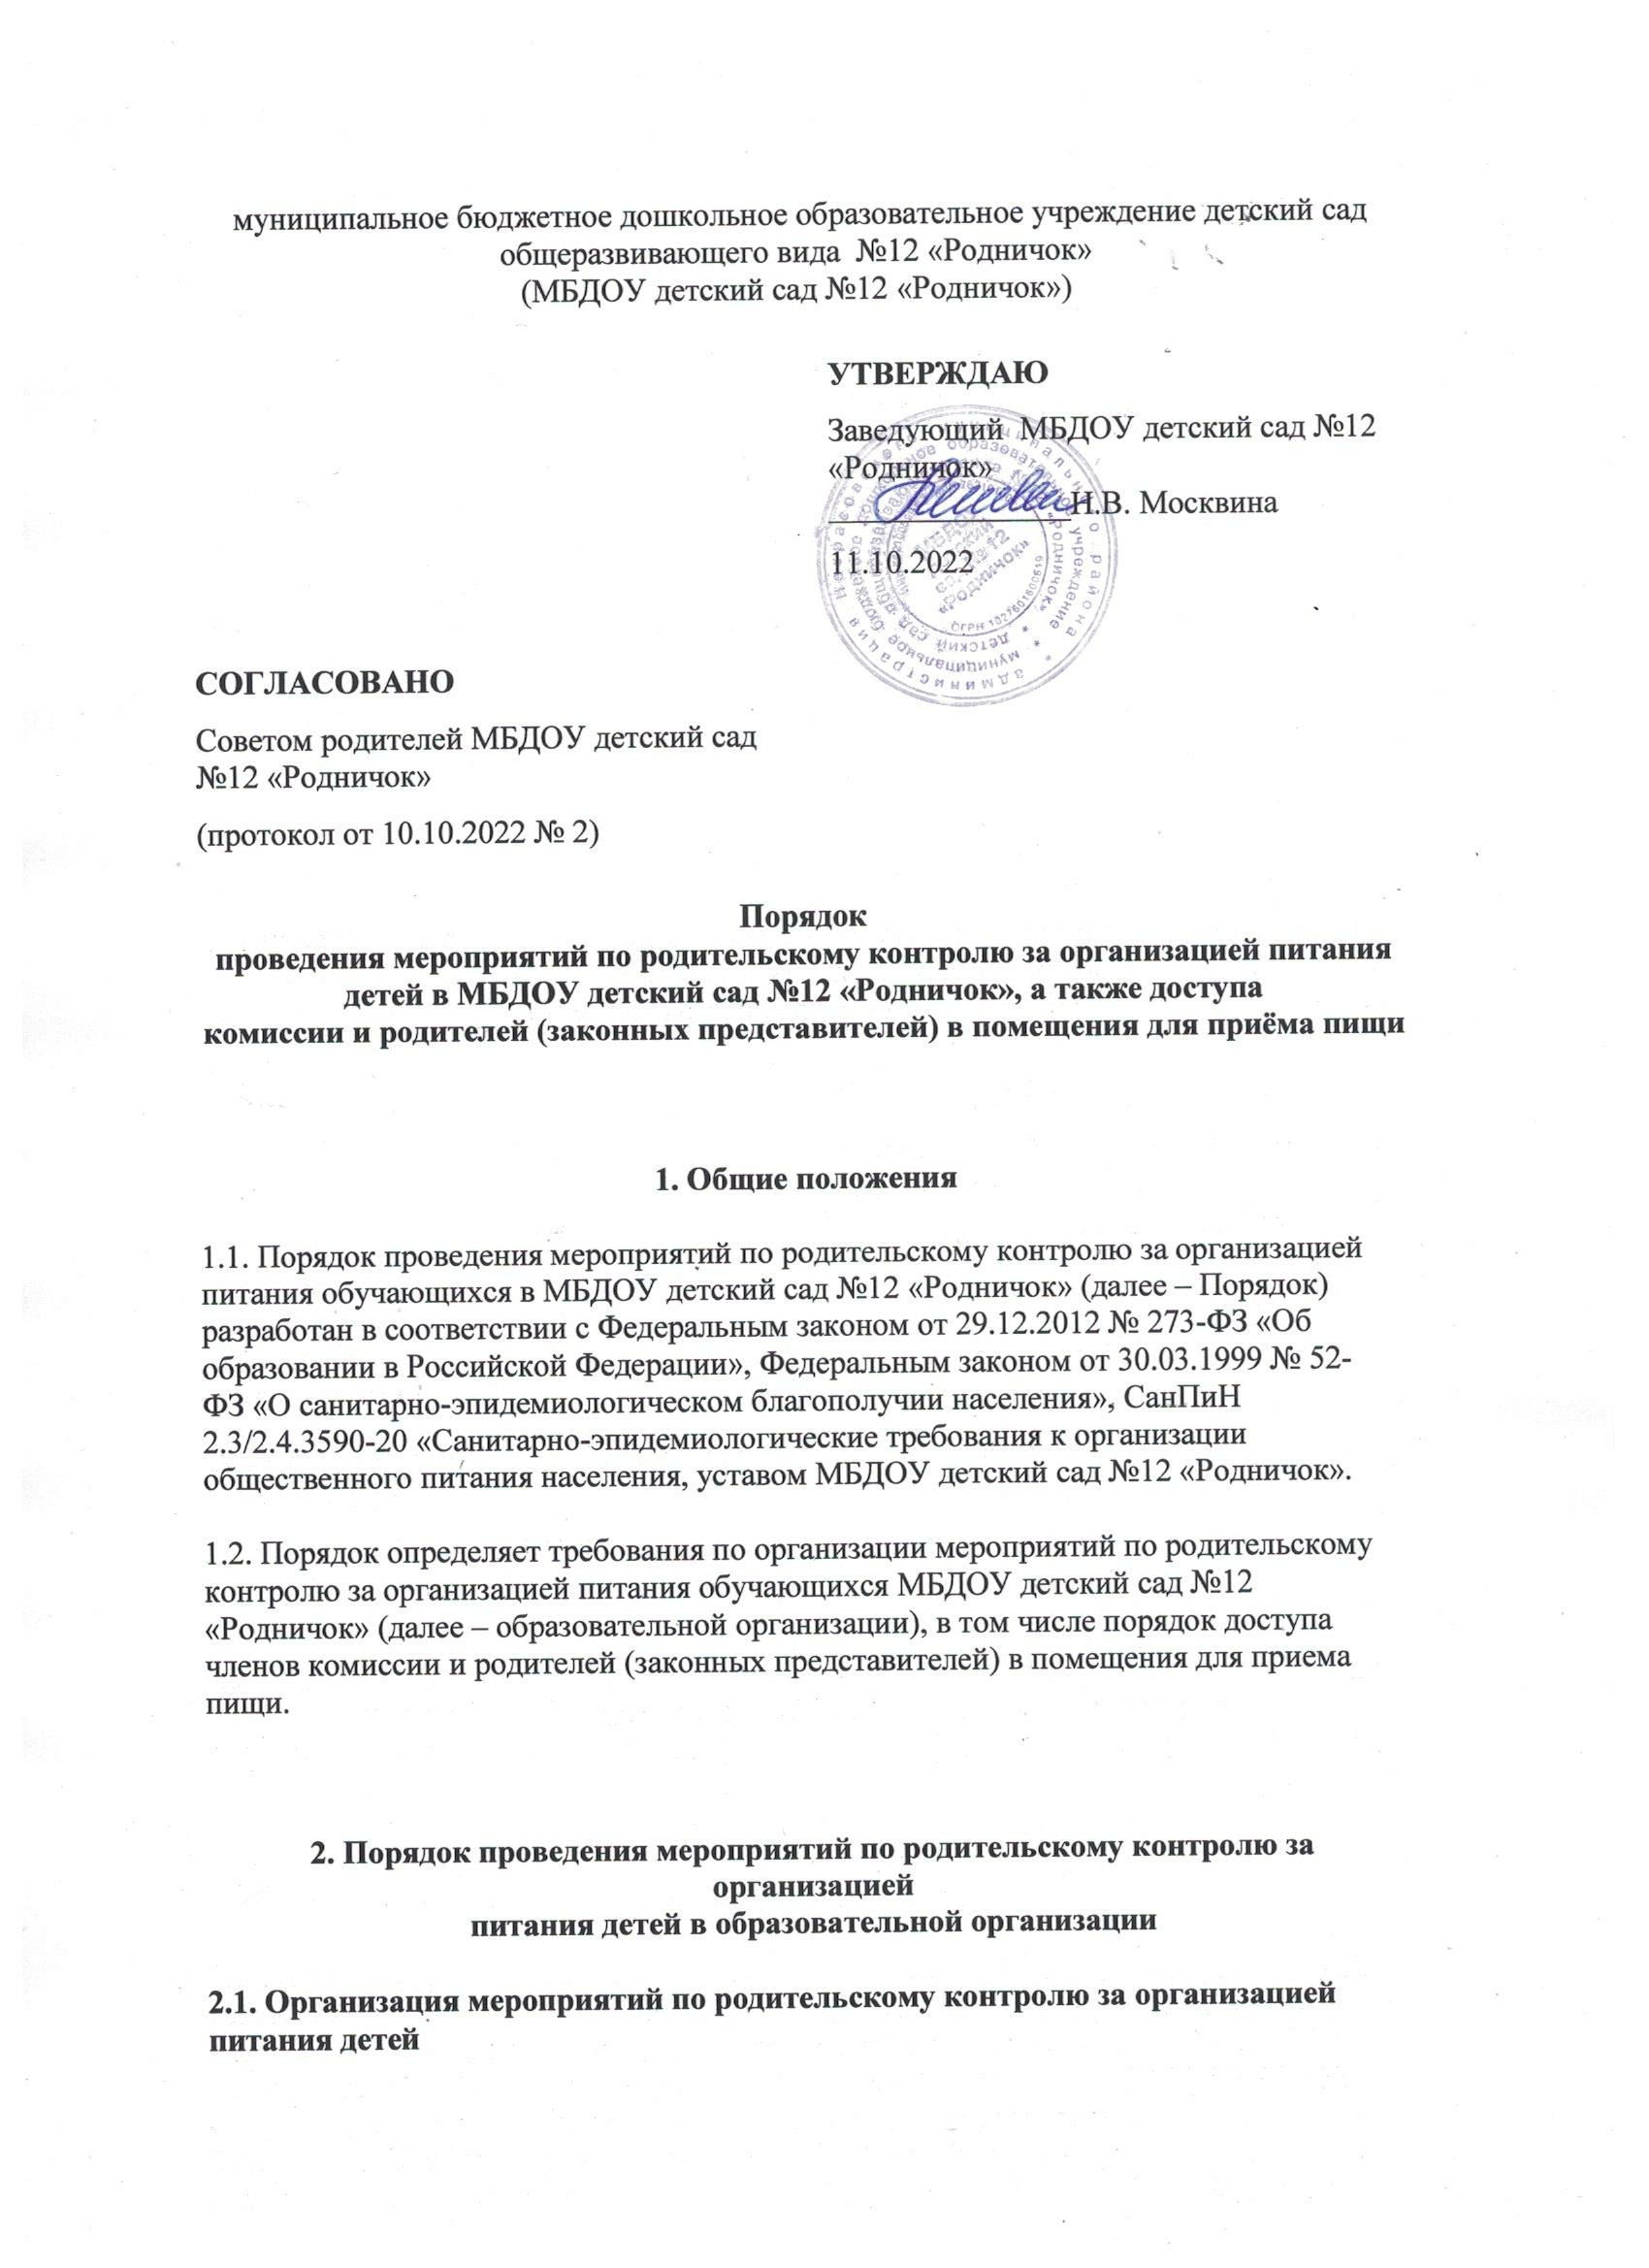 муниципальное бюджетное дошкольное образовательное учреждение детский сад
общеразвивающего вида №12 «Родничок»
(МБДОУ детский сад №12 «Родничок»)
УТВЕРЖДАЮ
Заведующий МБДОУ детский сад №12
«Родничок»
Н.В. Москвина
11.10.2022
МБДОУ
детский
сад №12
«Родничок»
ОГРН 1027601600619
СОГЛАСОВАНО
Советом родителей МБДОУ детский сад
№12 «Родничок»
(протокол от 10.10.2022 № 2)
Порядок
проведения мероприятий по родительскому контролю за организацией питания
детей в МБДОУ детский сад №12 «Родничок», а также доступа
комиссии и родителей (законных представителей) в помещения для приёма пищи
1. Общие положения
1.1. Порядок проведения мероприятий по родительскому контролю за организацией
питания обучающихся в МБДОУ детский сад №12 «Родничок» (далее – Порядок)
разработан в соответствии с Федеральным законом от 29.12.2012 № 273-ФЗ «Об
образовании в Российской Федерации», Федеральным законом от 30.03.1999 № 52-
ФЗ «О санитарно-эпидемиологическом благополучии населения», СанПиН
2.3/2.4.3590-20 «Санитарно-эпидемиологические требования к организации
общественного питания населения, уставом МБДОУ детский сад №12 «Родничок».
1.2. Порядок определяет требования по организации мероприятий по родительскому
контролю за организацией питания обучающихся МБДОУ детский сад №12
«Родничок» (далее – образовательной организации), в том числе порядок доступа
членов комиссии и родителей (законных представителей) в помещения для приема
пищи.
2. Порядок проведения мероприятий по родительскому контролю за
организацией
питания детей в образовательной организации
2.1. Организация мероприятий по родительскому контролю за организацией
питания детей